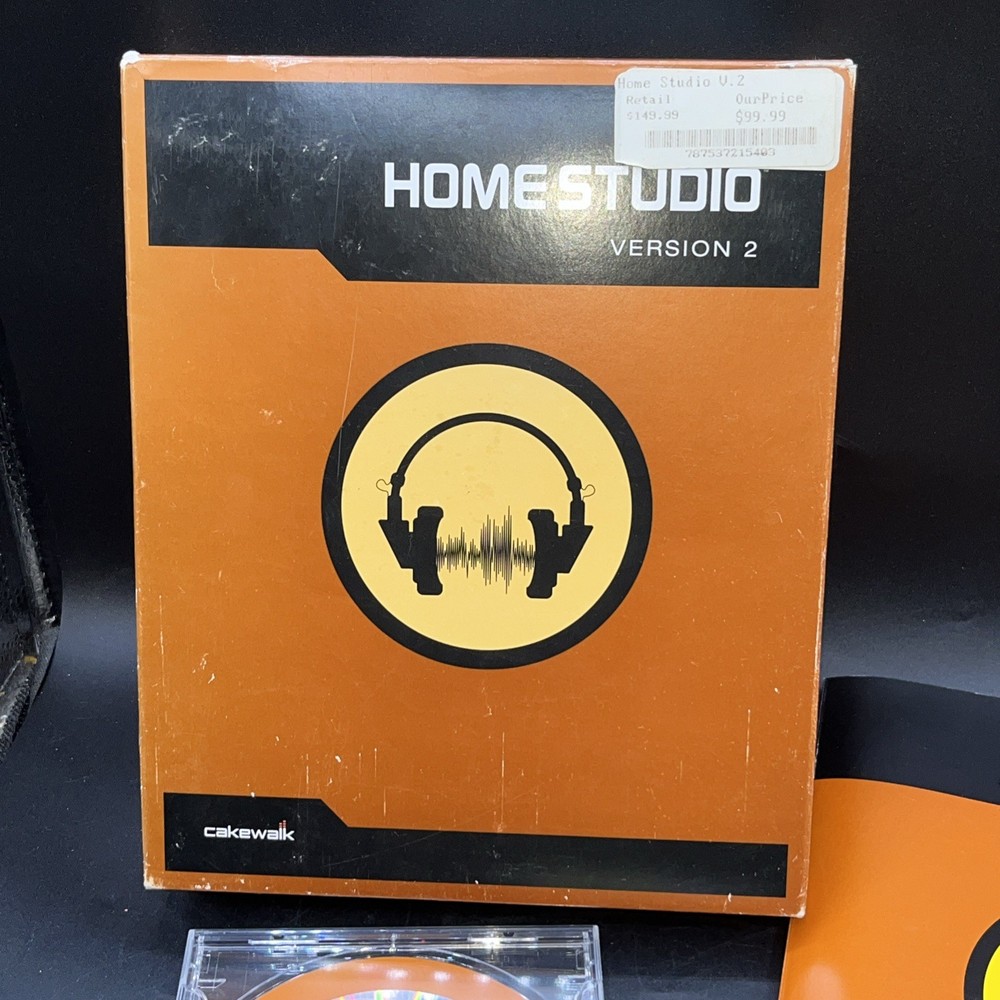 Home Studio V.2
Retail OurPrice
$149.99 $99.99
787537215403
HOME STUDIO
VERSION 2
cakewalk